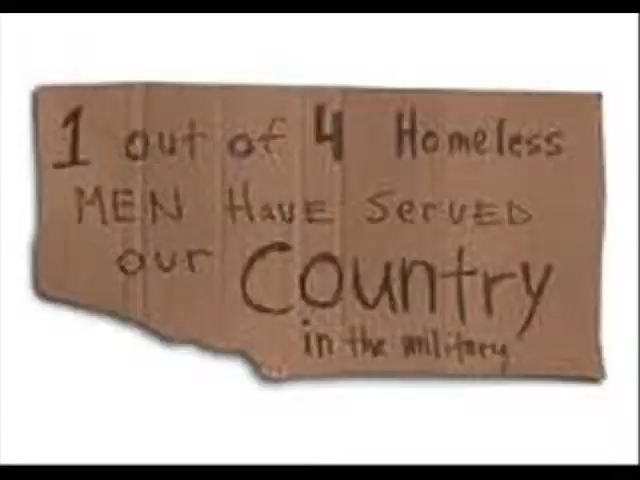 1 out of 4 Homeless
MEN HavE SerVED
our Country
in the military